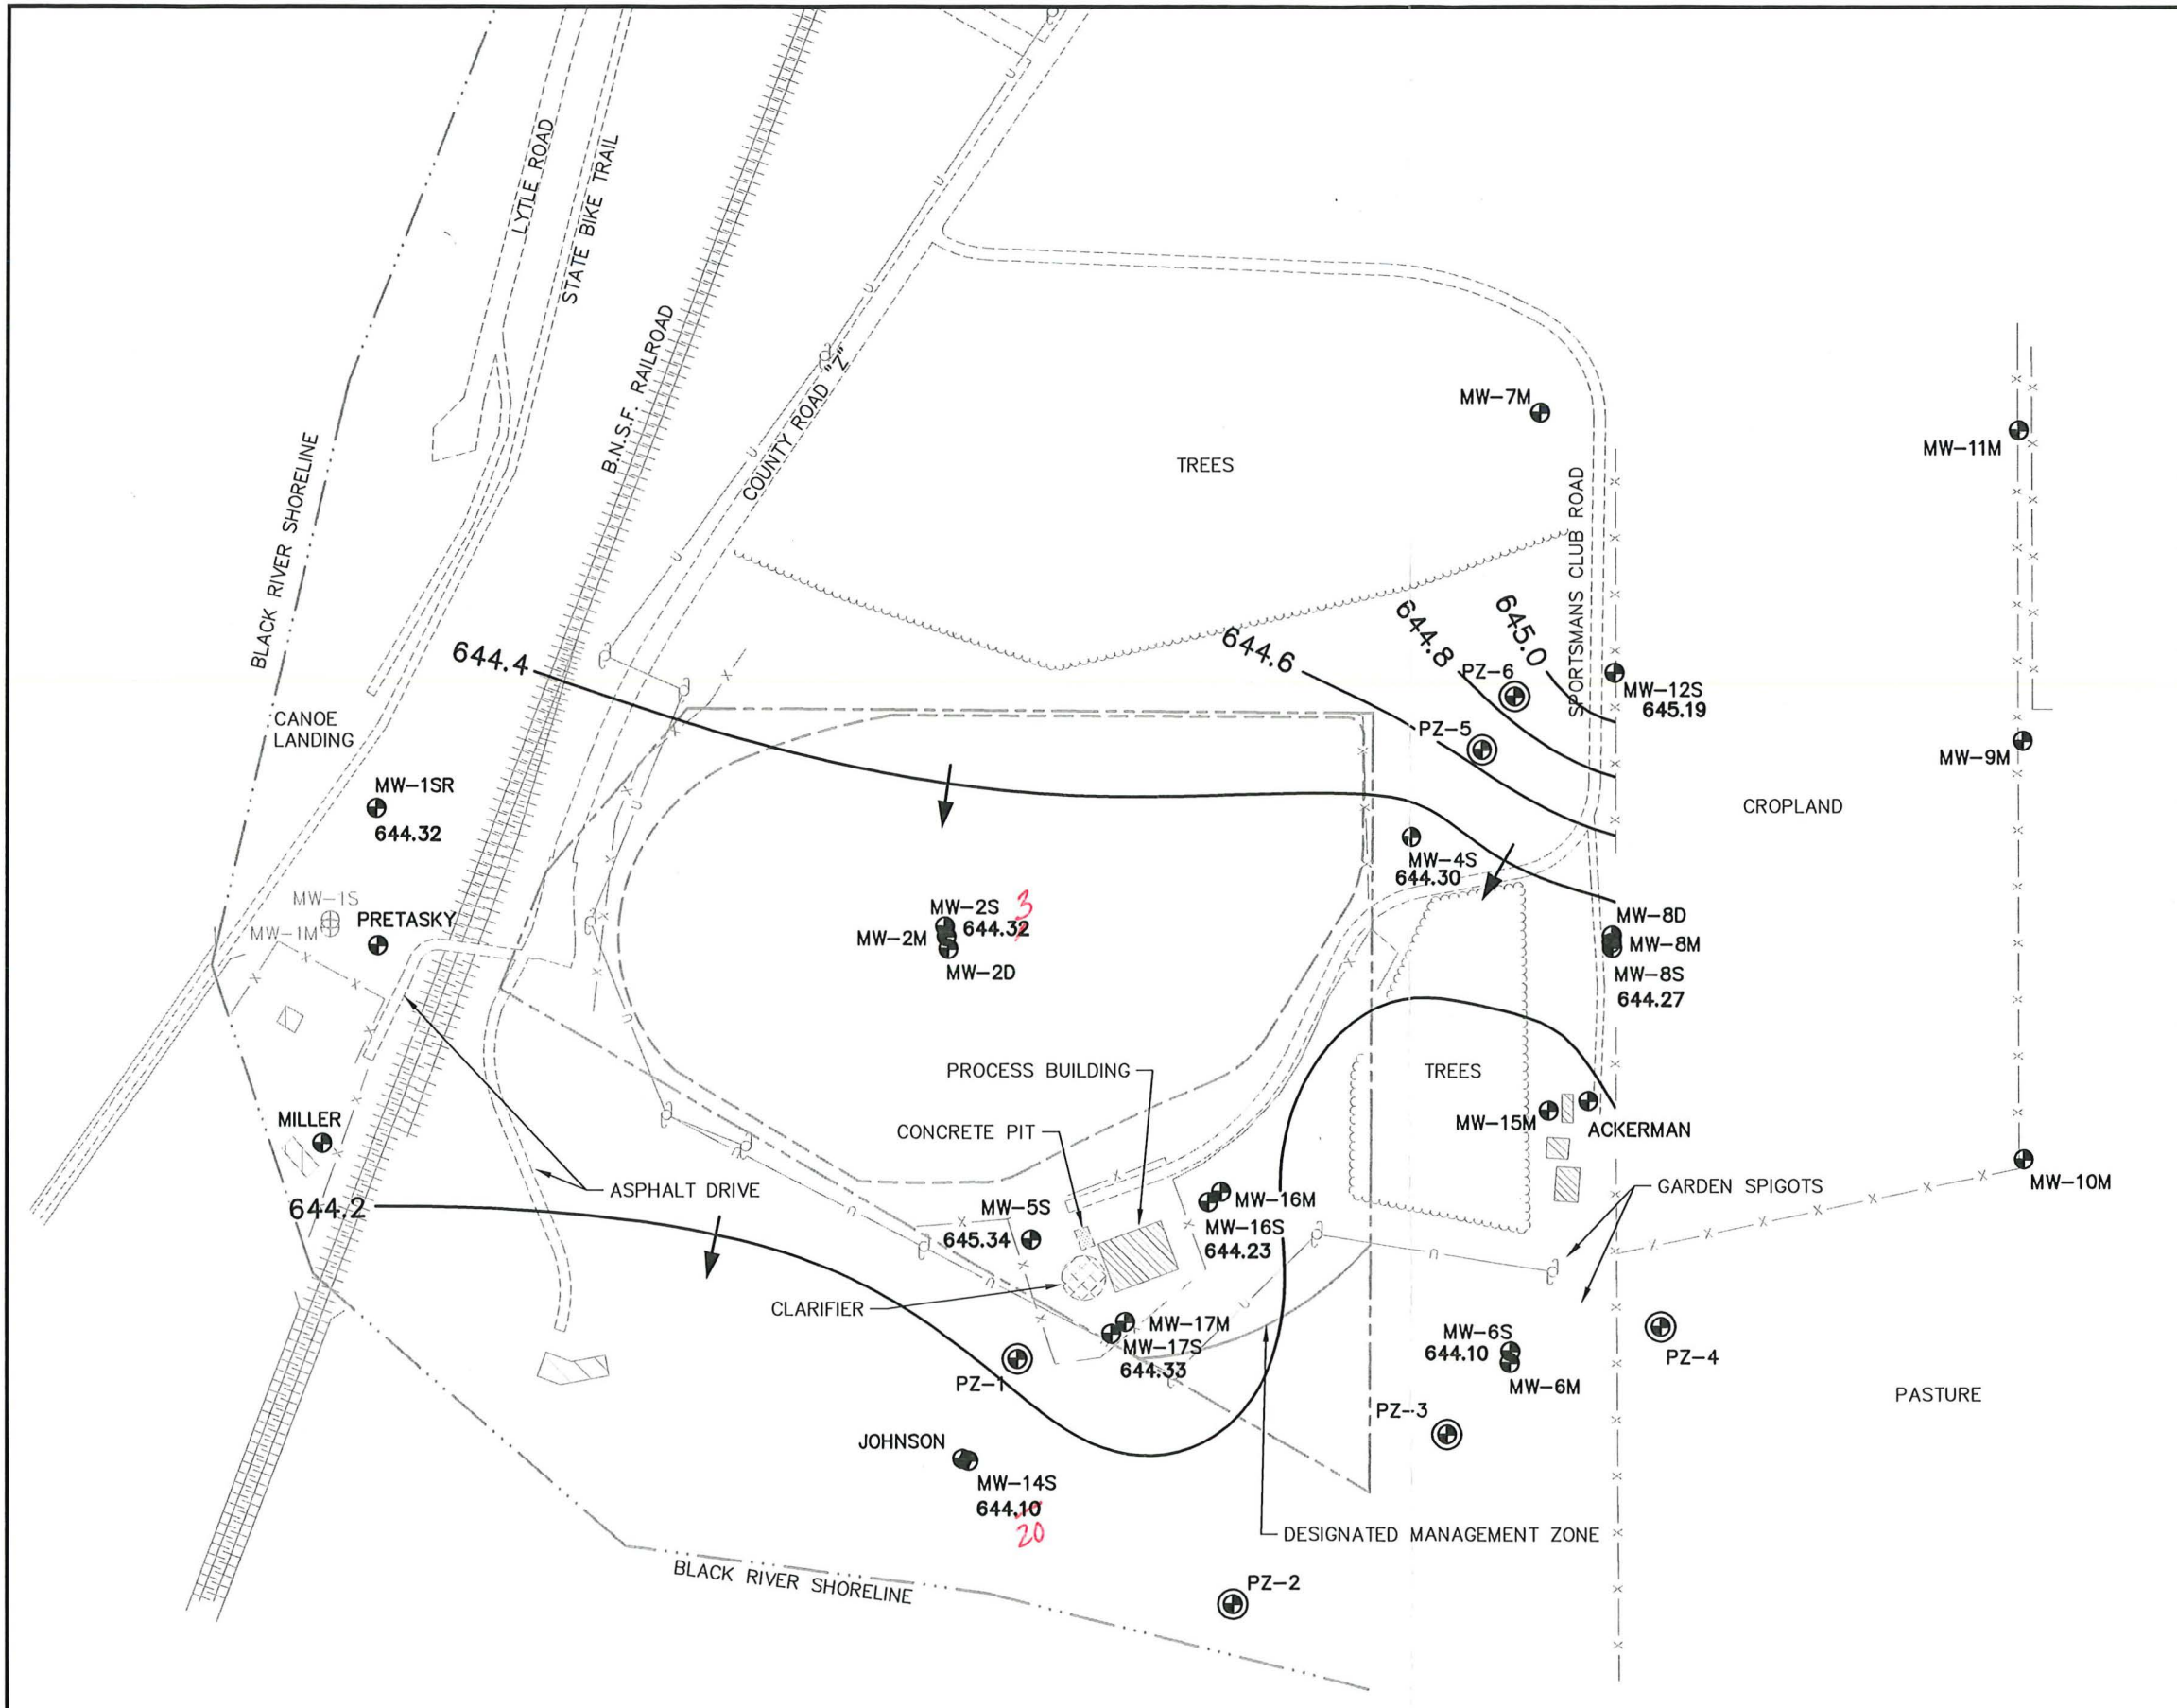 LYTLE ROAD
STATE BIKE TRAIL
B.N.S.F. RAILROAD
COUNTY ROAD "Z"
BLACK RIVER SHORELINE
MW-7M
TREES
MW-11M
SPORTSMANS CLUB ROAD
644.4
644.6
644.8
645.0
PZ-6
MW-12S
645.19
CANOE
LANDING
PZ-5
MW-9M
MW-1SR
644.32
CROPLAND
MW-4S
644.30
MW-1S
PRETASKY
MW-1M
MW-2S
3
644.32
MW-2M
MW-2D
MW-8D
MW-8M
MW-8S
644.27
PROCESS BUILDING
TREES
MILLER
CONCRETE PIT
MW-15M
ACKERMAN
ASPHALT DRIVE
GARDEN SPIGOTS
MW-10M
644.2
MW-5S
645.34
MW-16M
MW-16S
644.23
CLARIFIER
MW-17M
MW-17S
644.33
MW-6S
644.10
MW-6M
PZ-4
PZ-1
PASTURE
PZ-3
JOHNSON
MW-14S
644.10
20
DESIGNATED MANAGEMENT ZONE
BLACK RIVER SHORELINE
PZ-2